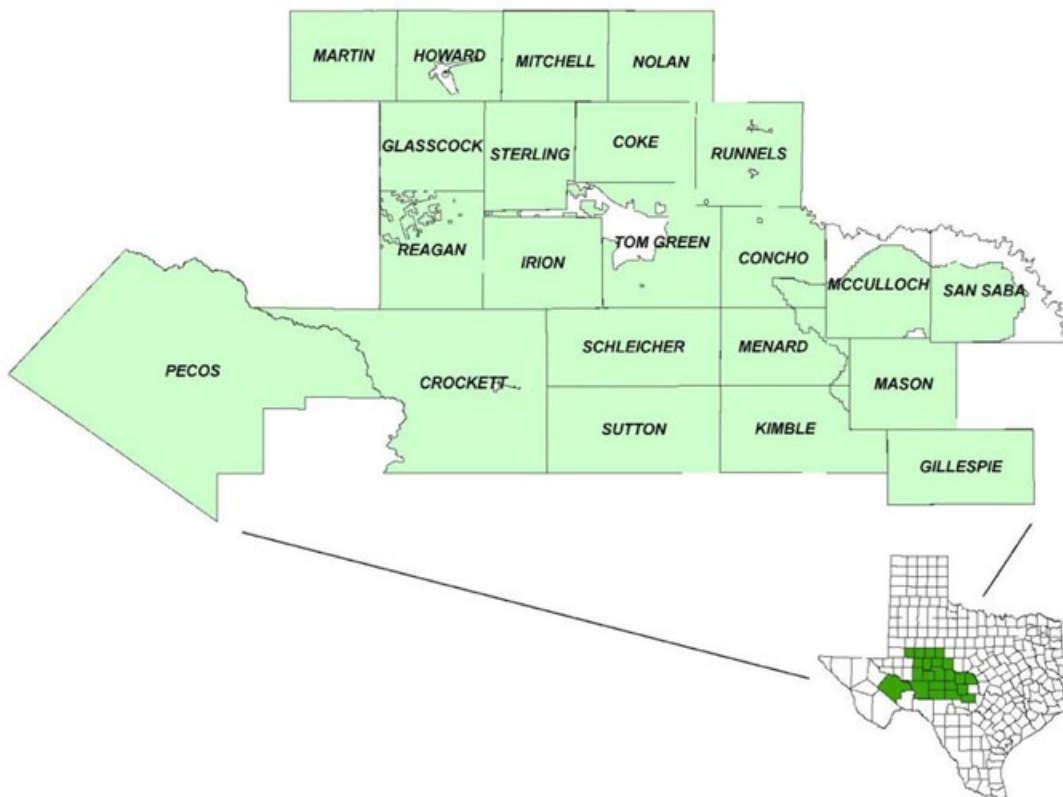 MARTIN
HOWARD
MITCHELL
NOLAN
GLASSCOCK
STERLING
COKE
RUNNELS
REAGAN
IRION
TOM GREEN
CONCHO
MCCULLOCH
SAN SABA
PECOS
CROCKETT
SCHLEICHER
MENARD
MASON
SUTTON
KIMBLE
GILLESPIE